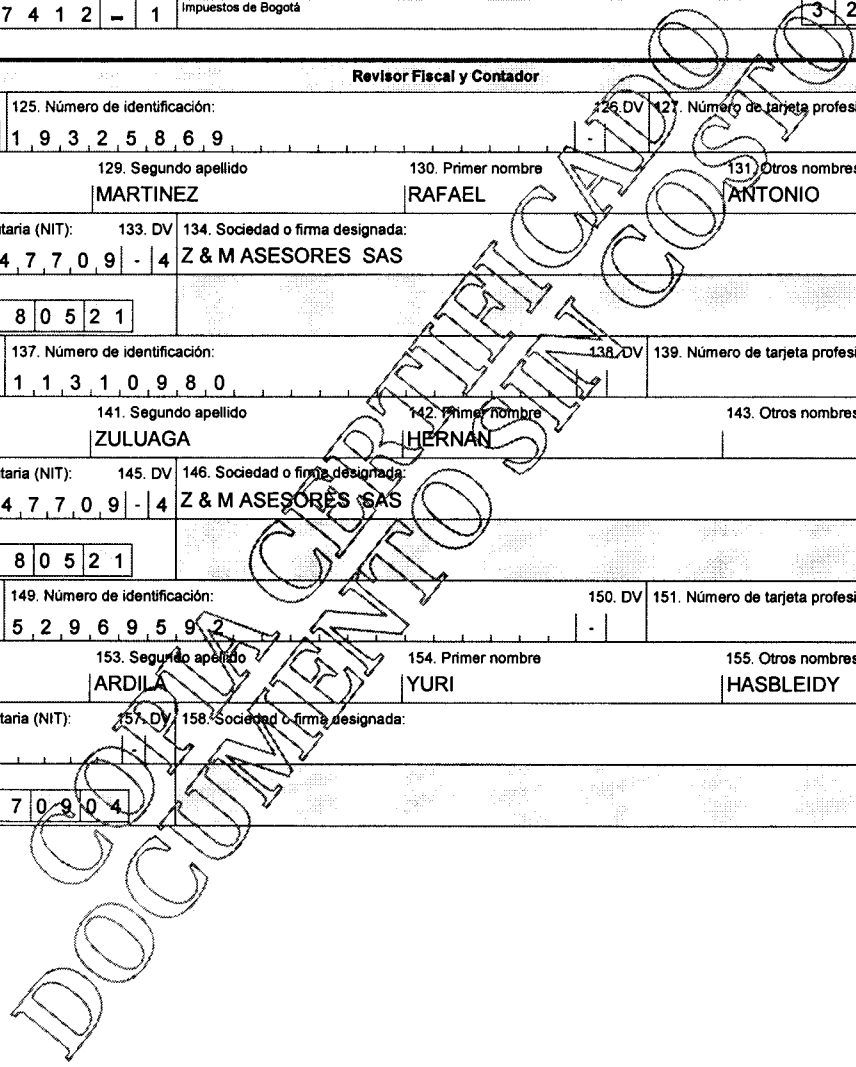 7 4 1 2 - 1 Impuestos de Bogotá 3 2
Revisor Fiscal y Contador
125. Número de identificación: 126. DV 127. Número de tarjeta profesi
1 9 3 2 5 8 6 9 -
129. Segundo apellido 130. Primer nombre 131. Otros nombres
MARTINEZ RAFAEL ANTONIO
utaria (NIT): 133. DV 134. Sociedad o firma designada:
4 7 7 0 9 - 4 Z & M ASESORES SAS
8 0 5 2 1
137. Número de identificación: 138. DV 139. Número de tarjeta profesi
1 1 3 1 0 9 8 0
141. Segundo apellido 142. Primer nombre 143. Otros nombres
ZULUAGA HERNAN
utaria (NIT): 145. DV 146. Sociedad o firma designada:
4 7 7 0 9 - 4 Z & M ASESORES SAS
8 0 5 2 1
149. Número de identificación: 150. DV 151. Número de tarjeta profesi
5 2 9 6 9 5 9 2 -
153. Segundo apellido 154. Primer nombre 155. Otros nombres
ARDILA YURI HASBLEIDY
utaria (NIT): 157. DV 158. Sociedad o firma designada:
-
7 0 9 0 4
COPIA CERTIFICADO
DOCUMENTO SIN COSTO